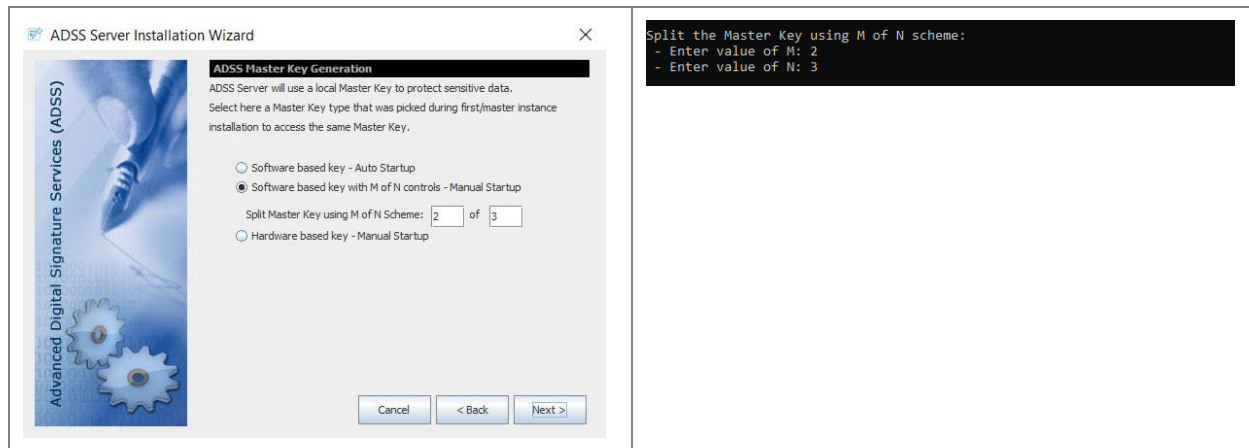 ADSS Server Installation Wizard
Advanced Digital Signature Services (ADSS)
ADSS Master Key Generation
ADSS Server will use a local Master Key to protect sensitive data.
Select here a Master Key type that was picked during first/master instance
installation to access the same Master Key.
Software based key - Auto Startup
Software based key with M of N controls - Manual Startup
Split Master Key using M of N Scheme: 2 of 3
Hardware based key - Manual Startup
Cancel < Back Next >
Split the Master Key using M of N scheme:
- Enter value of M: 2
- Enter value of N: 3